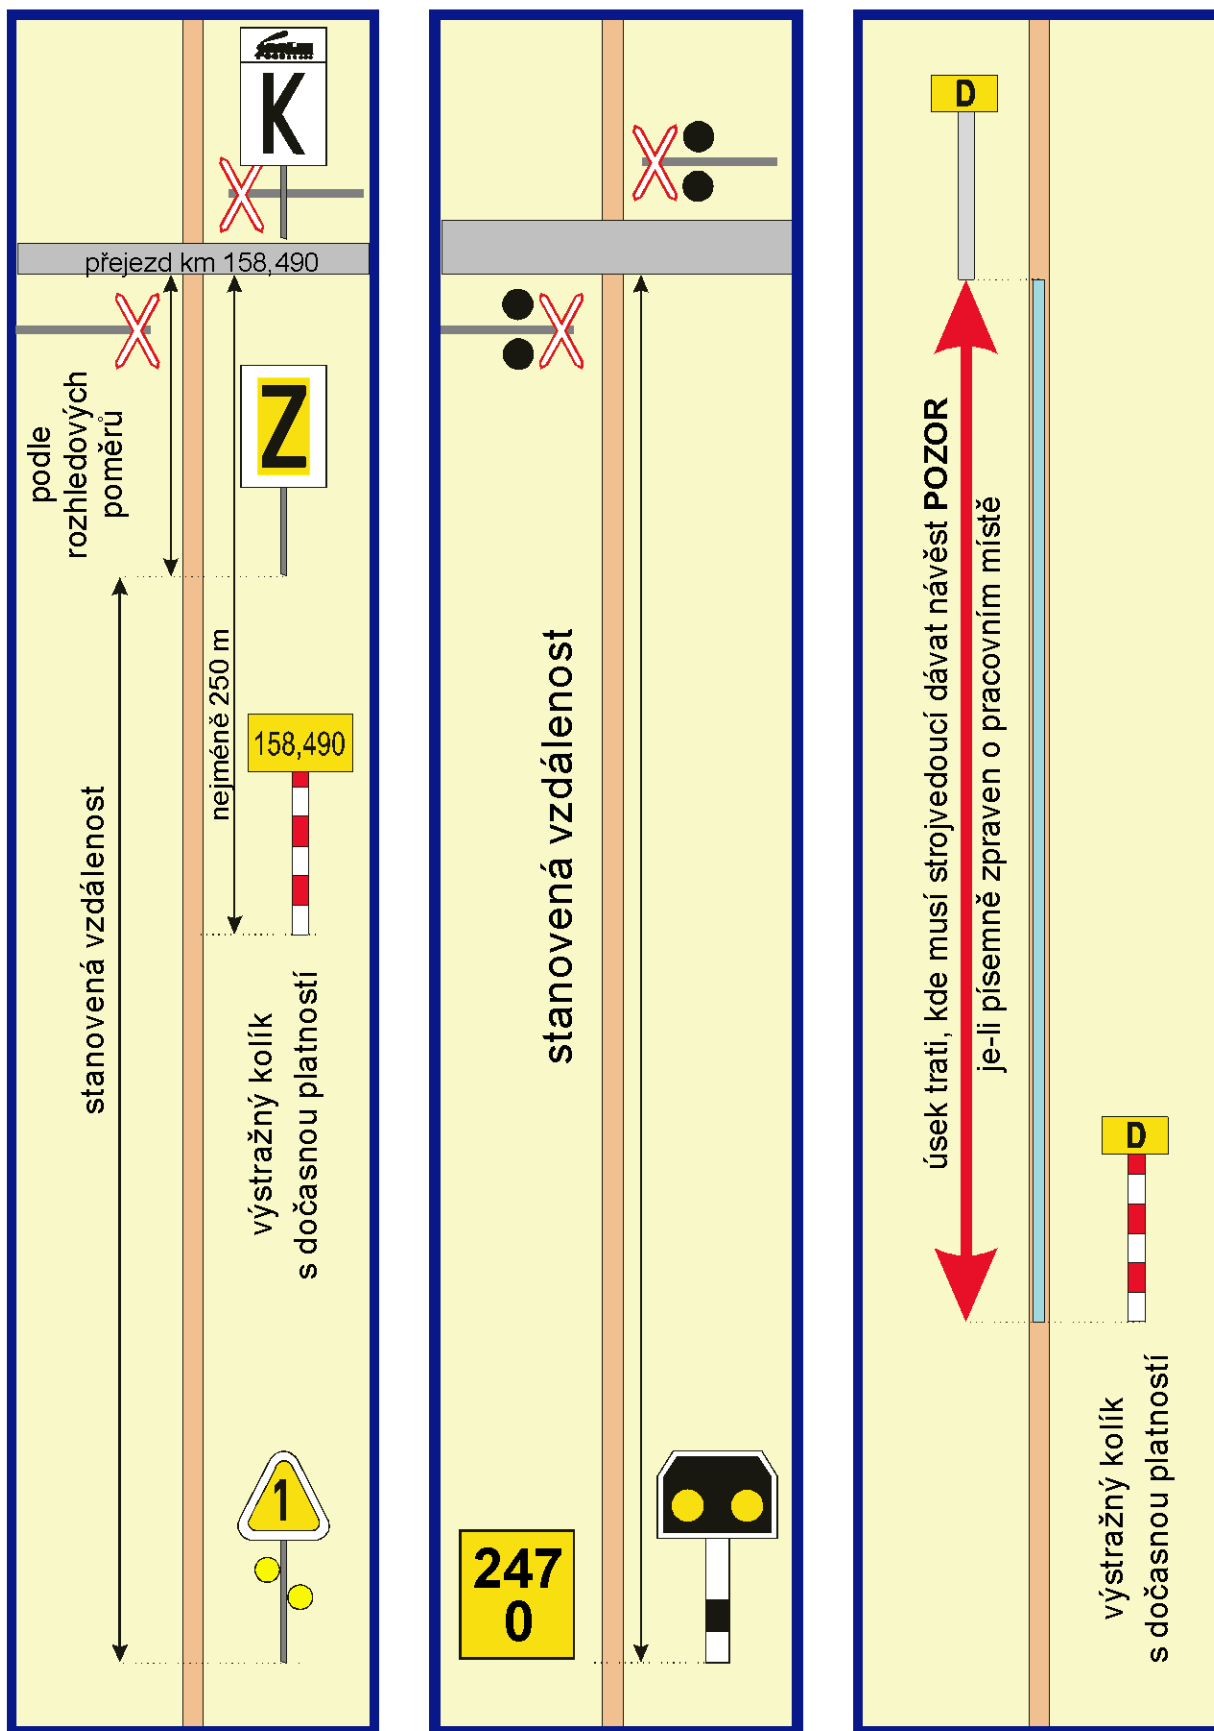 K
přejezd km 158,490
podle
rozhledových
poměrů
Z
nejméně 250 m
158,490
stanovená vzdálenost
výstražný kolík
s dočasnou platností
1
stanovená vzdálenost
247
0
D
úsek trati, kde musí strojvedoucí dávat návěst POZOR
je-li písemně zpraven o pracovním místě
D
výstražný kolík
s dočasnou platností